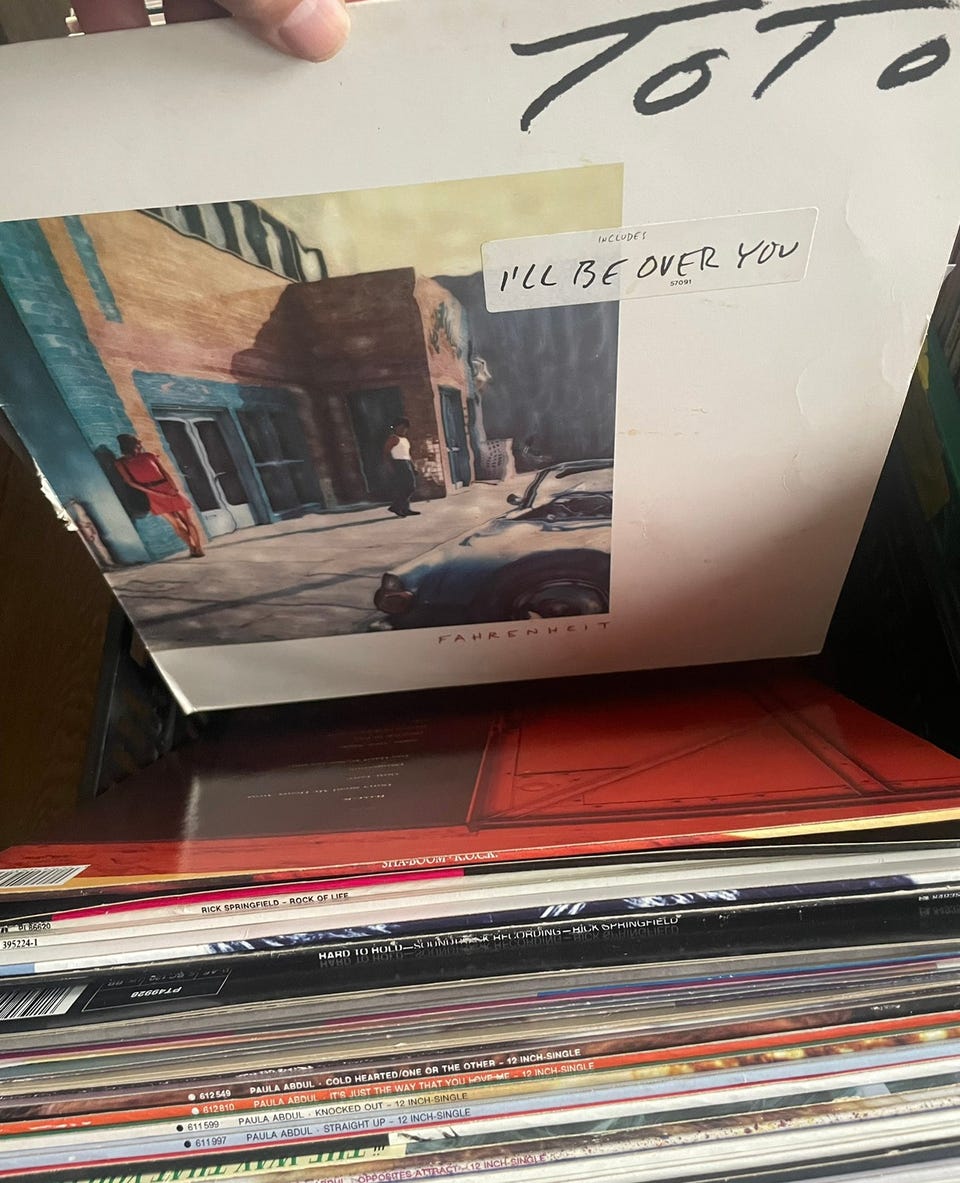 TOTO
INCLUDES
I'LL BE OVER YOU
57091
FAHRENHEIT
SHA-BOOM • R.O.C.K.
RICK SPRINGFIELD – ROCK OF LIFE
395224-1
HARD TO HOLD—SOUNDTRACK RECORDING—RICK SPRINGFIELD
PT49928
612549 PAULA ABDUL · COLD HEARTED/ONE OR THE OTHER - 12 INCH-SINGLE
612810 PAULA ABDUL · IT'S JUST THE WAY THAT YOU LOVE ME - 12 INCH-SINGLE
611599 PAULA ABDUL · KNOCKED OUT - 12 INCH-SINGLE
611997 PAULA ABDUL · STRAIGHT UP - 12 INCH-SINGLE
OPPOSITES ATTRACT - 12 INCH-SINGLE